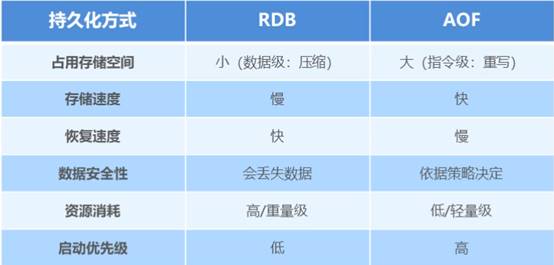 持久化方式 RDB AOF
占用存储空间 小（数据级：压缩） 大（指令级：重写）
存储速度 慢 快
恢复速度 快 慢
数据安全性 会丢失数据 依据策略决定
资源消耗 高/重量级 低/轻量级
启动优先级 低 高